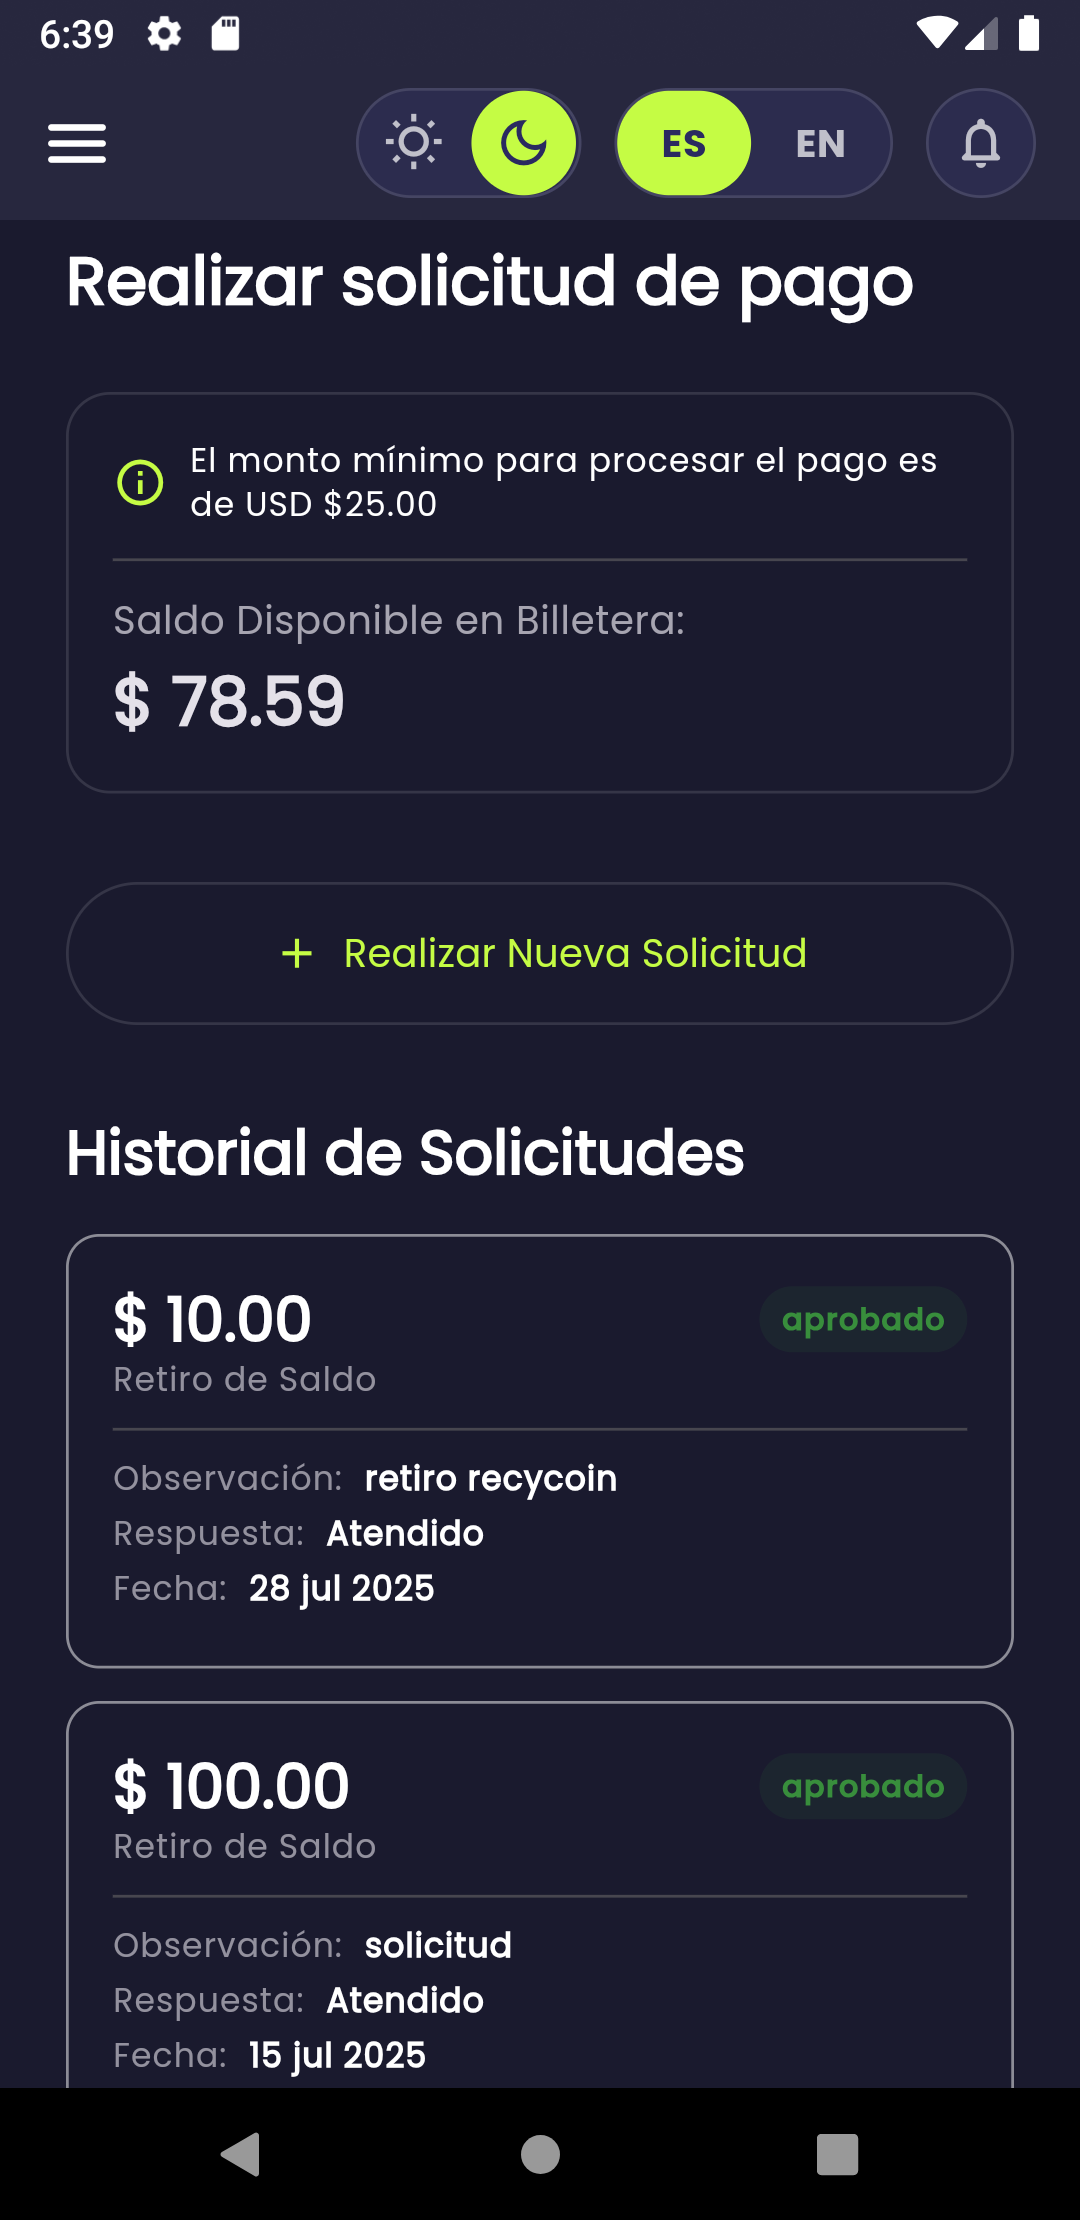 6:39
ES EN
Realizar solicitud de pago
El monto mínimo para procesar el pago es
de USD $25.00
Saldo Disponible en Billetera:
$ 78.59
+ Realizar Nueva Solicitud
Historial de Solicitudes
$ 10.00 aprobado
Retiro de Saldo
Observación: retiro recycoin
Respuesta: Atendido
Fecha: 28 jul 2025
$ 100.00 aprobado
Retiro de Saldo
Observación: solicitud
Respuesta: Atendido
Fecha: 15 jul 2025